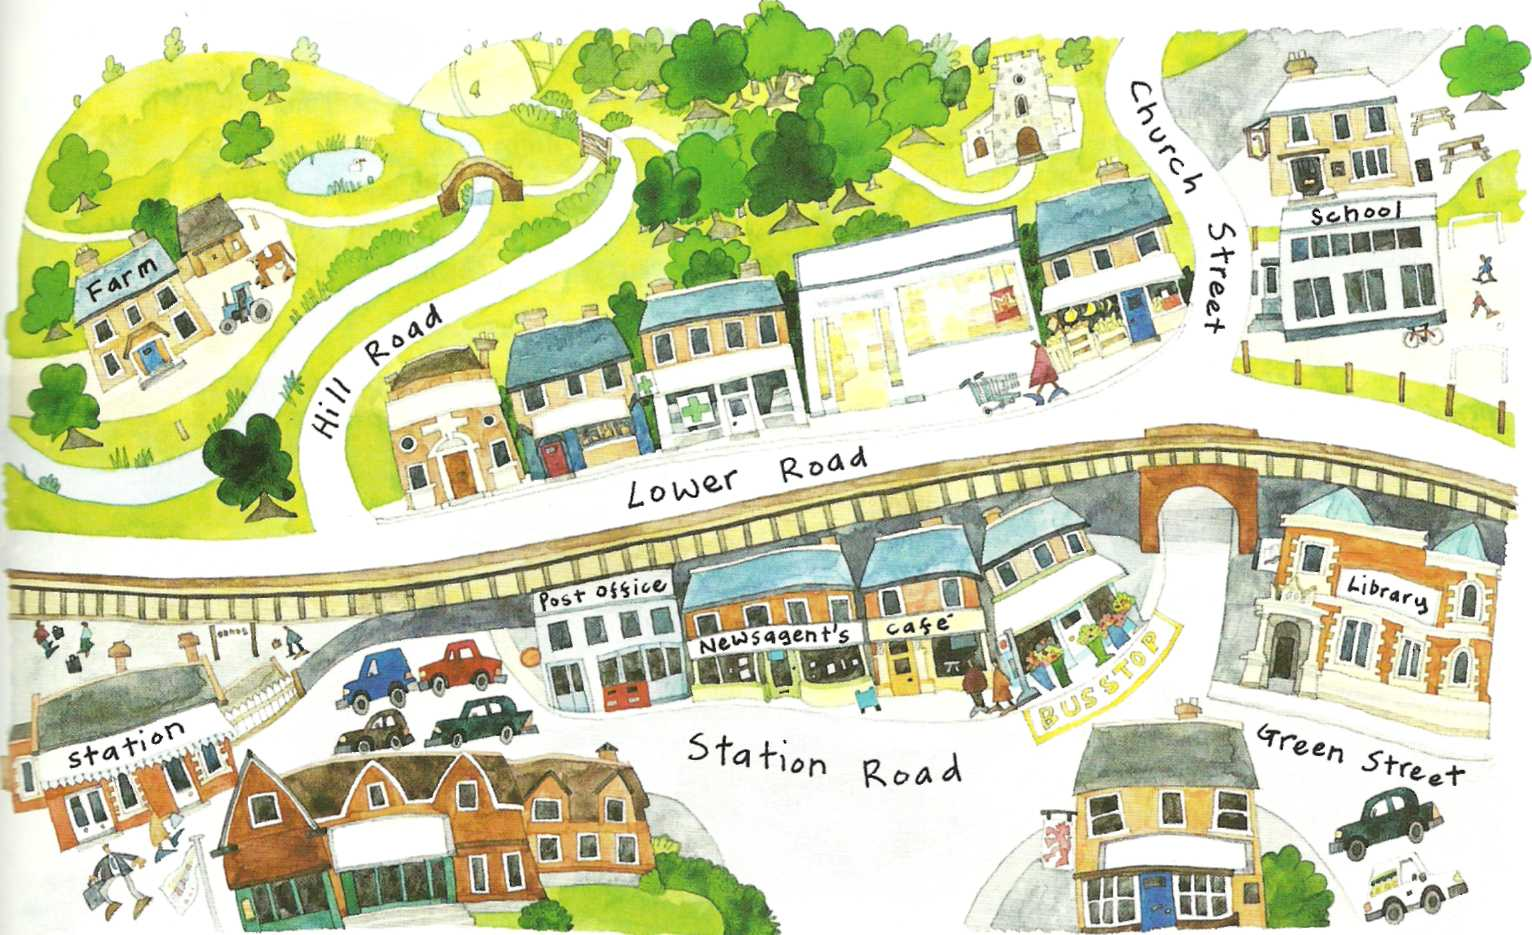 Church
Street
School
Farm
Hill Road
Lower Road
Post Office
Newsagent's
Café
Library
BUS STOP
Station
Station Road
Green Street